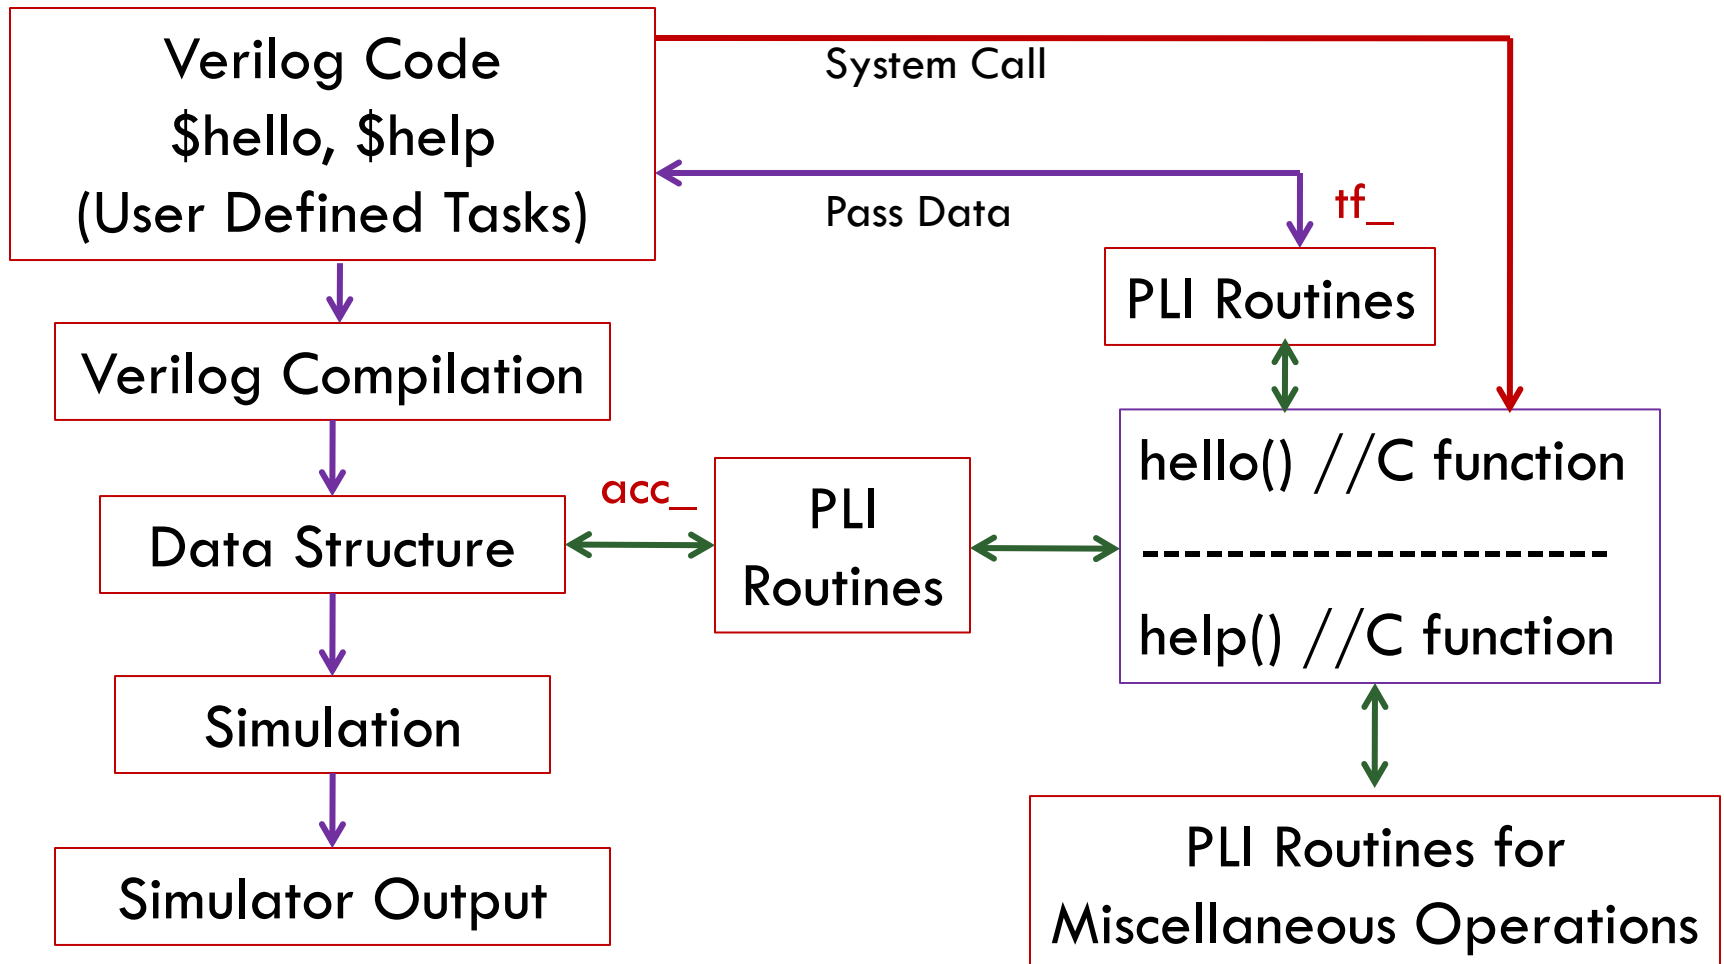 Verilog Code
$hello, $help
(User Defined Tasks)
System Call
Pass Data
tf_
PLI Routines
Verilog Compilation
hello() //C function
--------------------
help() //C function
acc_
PLI
Routines
Data Structure
Simulation
Simulator Output
PLI Routines for
Miscellaneous Operations